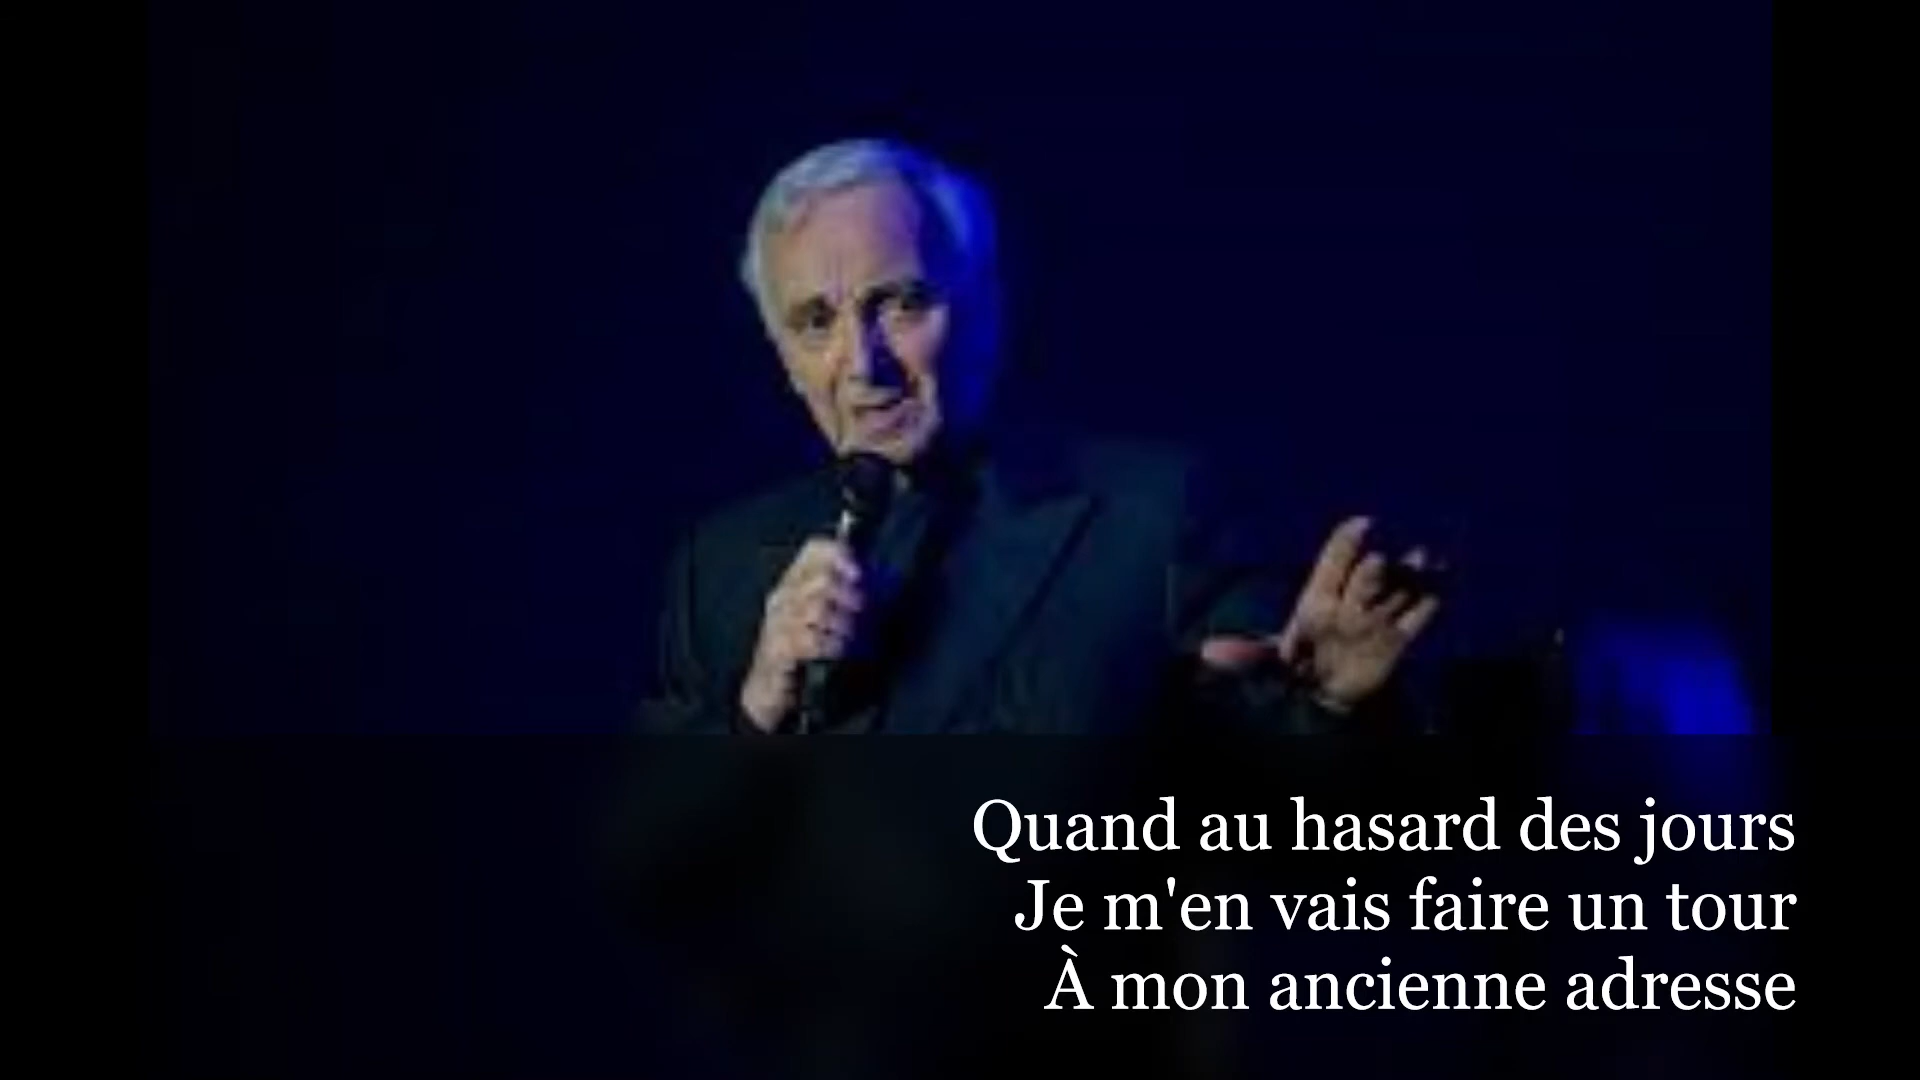 Quand au hasard des jours
Je m'en vais faire un tour
À mon ancienne adresse